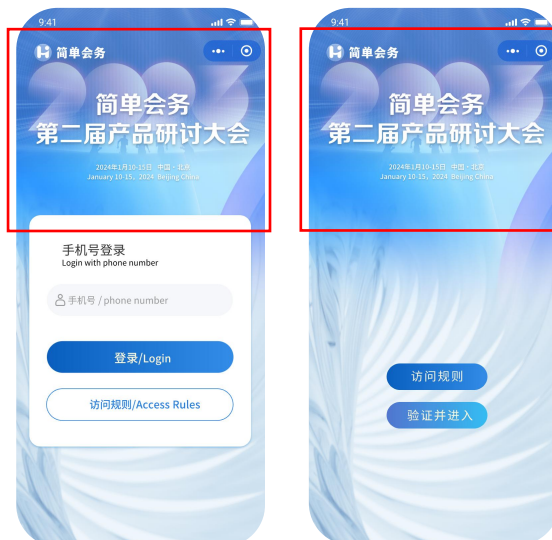 9:41
简单会务
简单会务
第二届产品研讨大会
2024年1月10-15日 中国·北京
January 10-15, 2024 Beijing China
手机号登录
Login with phone number
手机号 / phone number
登录/Login
访问规则/Access Rules
9:41
简单会务
简单会务
第二届产品研讨大会
2024年1月10-15日 中国·北京
January 10-15, 2024 Beijing China
访问规则
验证并进入